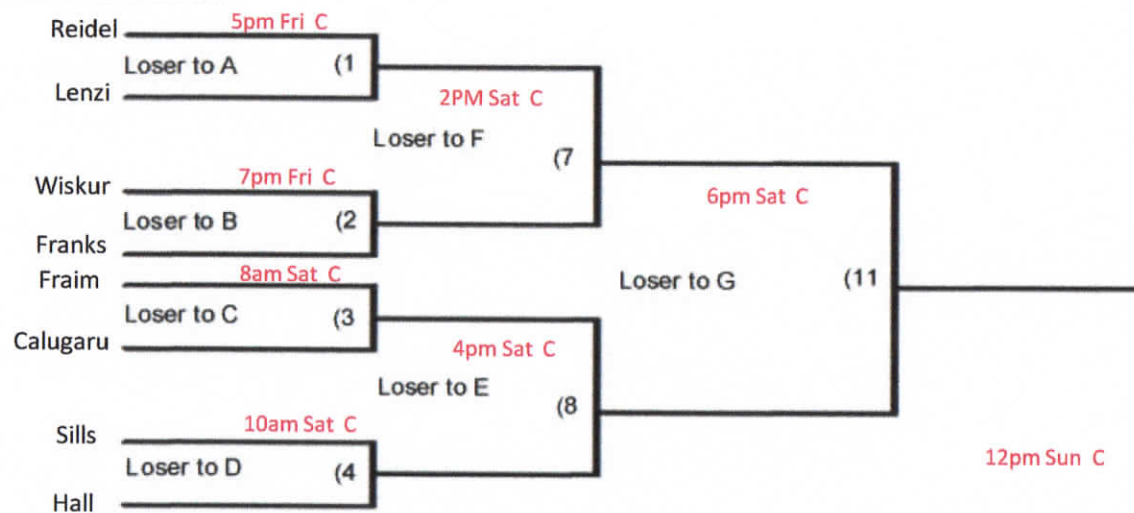 Reidel
5pm Fri C
Loser to A (1
Lenzi
2PM Sat C
Loser to F (7
Wiskur
7pm Fri C
Loser to B (2
Franks
6pm Sat C
Loser to G (11
Fraim
8am Sat C
Loser to C (3
Calugaru
4pm Sat C
Loser to E (8
Sills
10am Sat C
Loser to D (4
Hall
12pm Sun C